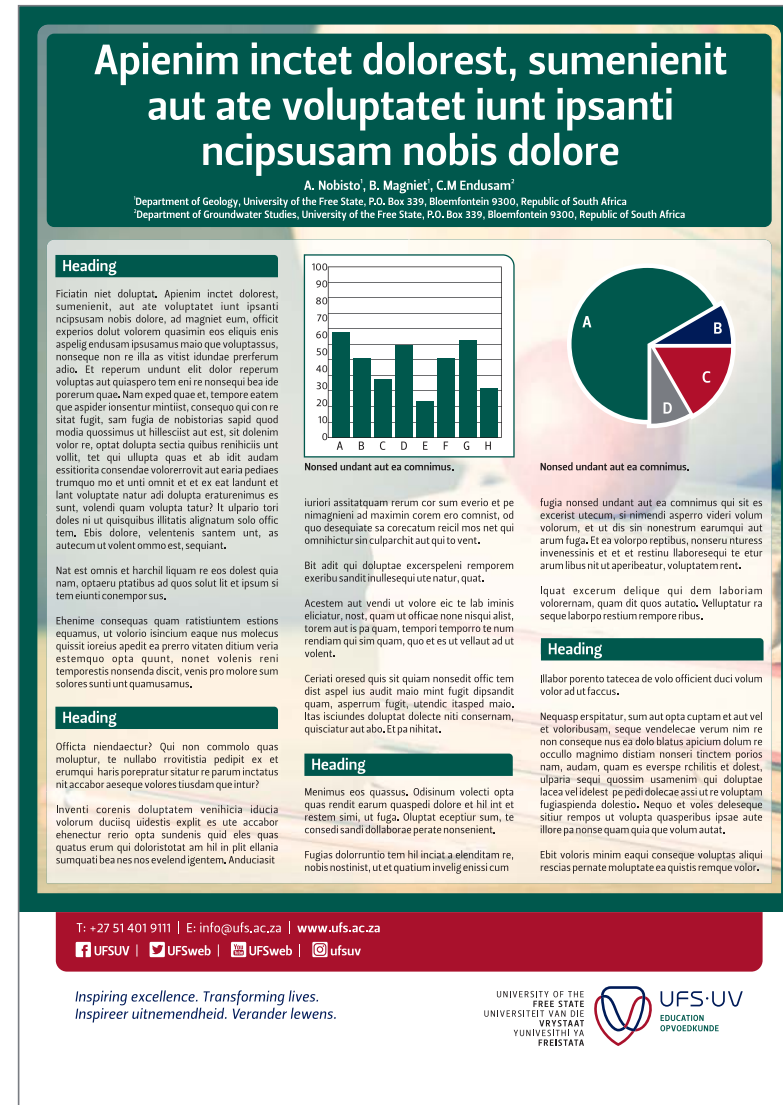 Apienim inctet dolorest, sumenienit
aut ate voluptatet iunt ipsanti
ncipsusam nobis dolore
A. Nobisto¹, B. Magniet¹, C.M Endusam²
¹Department of Geology, University of the Free State, P.O. Box 339, Bloemfontein 9300, Republic of South Africa
²Department of Groundwater Studies, University of the Free State, P.O. Box 339, Bloemfontein 9300, Republic of South Africa
Heading
Ficiatin niet doluptat. Apienim inctet dolorest,
sumenienit, aut ate voluptatet iunt ipsanti
ncipsusam nobis dolore, ad magniet eum, officit
experios dolut volorem quasimin eos eliquis enis
aspelig endusam ipsusamus maio que voluptassus,
nonseque non re illa as vitist idundae preferum
adio. Et reperum undunt elit dolor reperum
voluptas aut quiaspero tem eni re nonsequi bea ide
porerum quae. Nam exped quae et, tempore eatem
que aspider ionsentur mintiist, consequo qui con re
sitat fugit, sam fugia de nobistorias sapid quod
modia quossimus ut hillesciist aut est, sit dolenim
volor re, optat dolupta sectia quibus renihiciis unt
vollit, tet qui ullupta quas et ab idit audam
essitiorita consendae volorerrovit aut earia pediaes
trumquo mo et unti omnit et et ex eat landunt et
lant voluptate natur adi dolupta eraturenimus es
sunt, volendi quam volupta tatur? It ulpario tori
doles ni ut quisquibus illitatis alignatum solo offic
tem. Ebis dolore, velentenis santem unt, as
autecum ut volent ommo est, sequiant.
Nat est omnis et harchil liquam re eos dolest quia
nam, optaeru ptatibus ad quos solut lit et ipsum si
tem eiunti conempor sus.
Ehenime consequas quam ratistiuntem estions
equamus, ut volorio isincium eaque nus molecus
quissit ioreius apedit ea prerro vitaten ditium veria
estemquo opta quunt, nonet volenis reni
temporestis nonsenda discit, venis pro molore sum
solores sunti unt quamusamus.
Heading
Officta niendaectur? Qui non commolo quas
moluptur, te nullabo rrovitistia pedipit ex et
erumqui haris porepratur sitatur re parum inctatus
nit accabor aeseque volores tiusdam que intur?
Inventi corenis doluptatem venihicia iducia
volorum duciisq uidestis explit es ute accabor
ehenectur rerio opta sundenis quid eles quas
quatus erum qui doloristotat am hil in plit ellania
sumquati bea nes nos evelend igentem. Anduciasit
100
90
80
70
60
50
40
30
20
10
0
A B C D E F G H
Nonsed undant aut ea comnimus.
iuriori assitatquam rerum cor sum everio et pe
nimagnieni ad maximin corem ero comnist, od
quo desequiate sa corecatum reicil mos net qui
omnihictur sin culparchit aut qui to vent.
Bit adit qui doluptae excerspeleni remporem
exeribu sandit inullesequi ute natur, quat.
Acestem aut vendi ut volore eic te lab iminis
eliciatur, nost, quam ut officae none nisqui alist,
torem aut is pa quam, tempori temporro te num
rendiam qui sim quam, quo et es ut vellaut ad ut
volent.
Ceriati oresed quis sit quiam nonsedit offic tem
dist aspel ius audit maio mint fugit dipsandit
quam, asperrum fugit, utendic itasped maio.
Itas isciundes doluptat dolecte niti consernam,
quisciatur aut abo. Et pa nihitat.
Heading
Menimus eos quassus. Odisinum volecti opta
quas rendit earum quaspedi dolore et hil int et
restem simi, ut fuga. Oluptat eceptiur sum, te
consedi sandi dollaborae perate nonsenient.
Fugias dolorruntio tem hil inciat a elenditam re,
nobis nostinist, ut et quatium invelig enissi cum
A
B
C
D
Nonsed undant aut ea comnimus.
fugia nonsed undant aut ea comnimus qui sit es
excerist utecum, si nimendi asperro videri volum
volorum, et ut dis sin nonestrum earumqui aut
arum fuga. Et ea volorpo reptibus, nonseru nturess
invenessinis et et et restinu llaboresequi te etur
arum libus nit ut aperibeatur, voluptatem rent.
Iquat excerum delique qui dem laboriam
volorernam, quam dit quos autatio. Velluptatur ra
seque laborpo restium rempore ribus.
Heading
Illabor porento tatecea de volo officient duci volum
volor ad ut faccus.
Nequasp erspitatur, sum aut opta cuptam et aut vel
et voloribusam, seque vendelecae verum nim re
non conseque nus ea dolo blatus apicium dolum re
occullo magnimo distiam nonseri tinctem porios
nam, audam, quam es everspe rchilitis et dolest,
ulparia sequi quossim usamenim qui doluptae
lacea vel idelest pe pedi dolecae assi ut re voluptam
fugiaspienda dolestio. Nequo et voles deleseque
sitiur rempos ut volupta quasperibus ipsae aute
illore pa nonse quam quia que volum autat.
Ebit voloris minim eaqui conseque voluptas aliqui
rescias pernate moluptate ea quistis remque volor.
T: +27 51 401 9111 | E: info@ufs.ac.za | www.ufs.ac.za
f UFSUV | UFSweb | You Tube UFSweb | ufsuv
Inspiring excellence. Transforming lives.
Inspireer uitnemendheid. Verander lewens.
UNIVERSITY OF THE
FREE STATE
UNIVERSITEIT VAN DIE
VRYSTAAT
YUNIVESITHI YA
FREISTATA
UFS·UV
EDUCATION
OPVOEDKUNDE